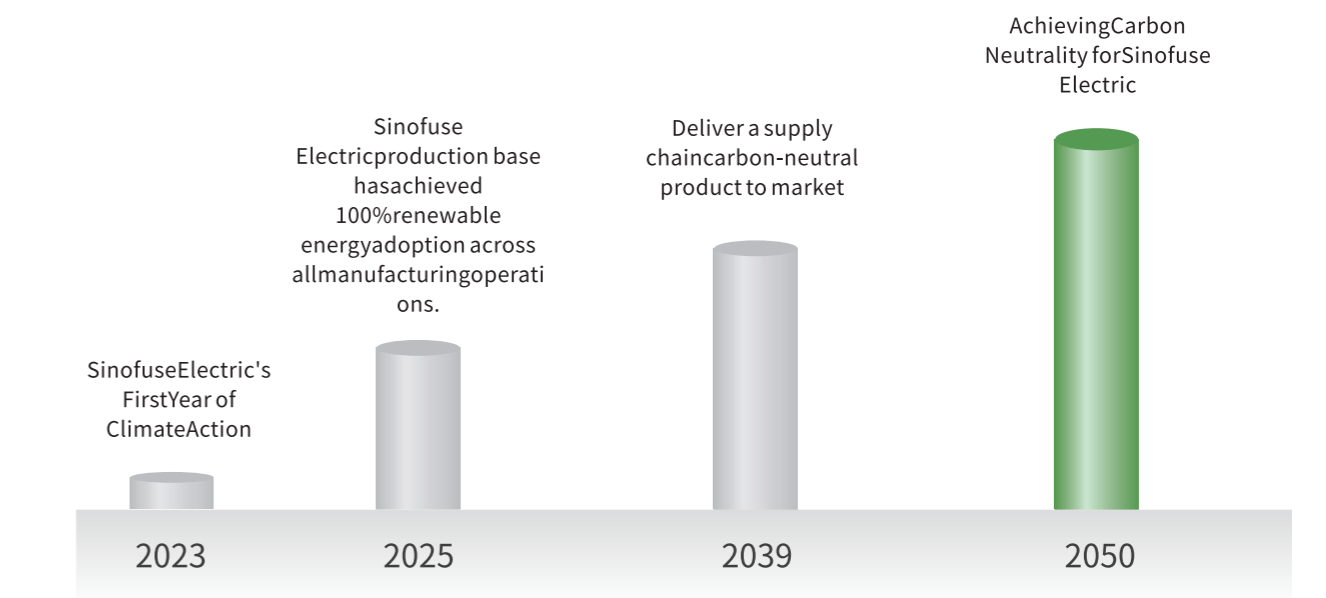 SinofuseElectric's
FirstYear of
ClimateAction
Sinofuse
Electricproduction base
hasachieved
100%renewable
energyadoption across
allmanufacturingoperati
ons.
Deliver a supply
chaincarbon-neutral
product to market
AchievingCarbon
Neutrality forSinofuse
Electric
2023
2025
2039
2050